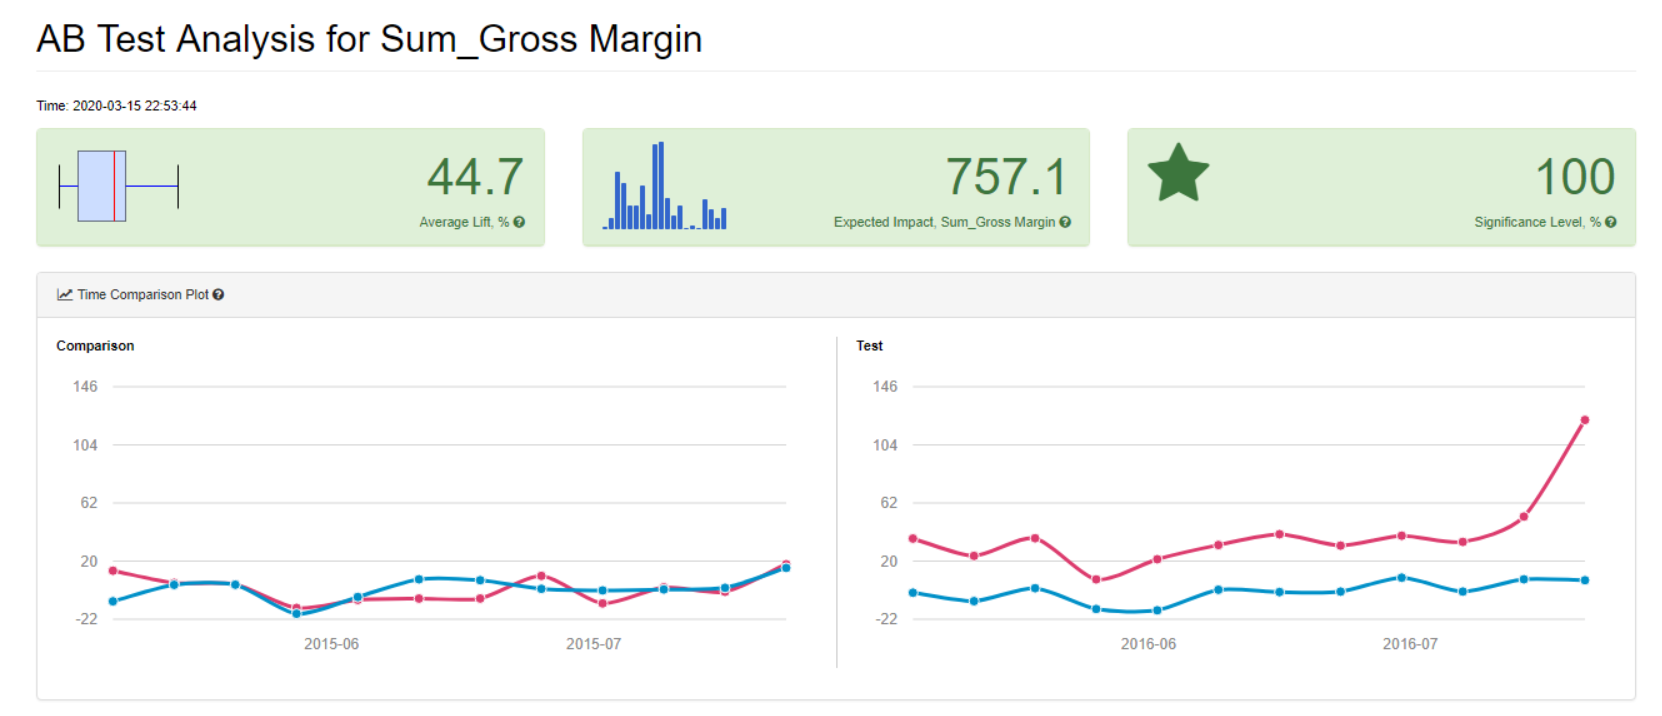 AB Test Analysis for Sum_Gross Margin
Time: 2020-03-15 22:53:44
44.7
Average Lift, %
757.1
Expected Impact, Sum_Gross Margin
100
Significance Level, %
Time Comparison Plot
Comparison
146
104
62
20
-22
2015-06 2015-07
Test
146
104
62
20
-22
2016-06 2016-07